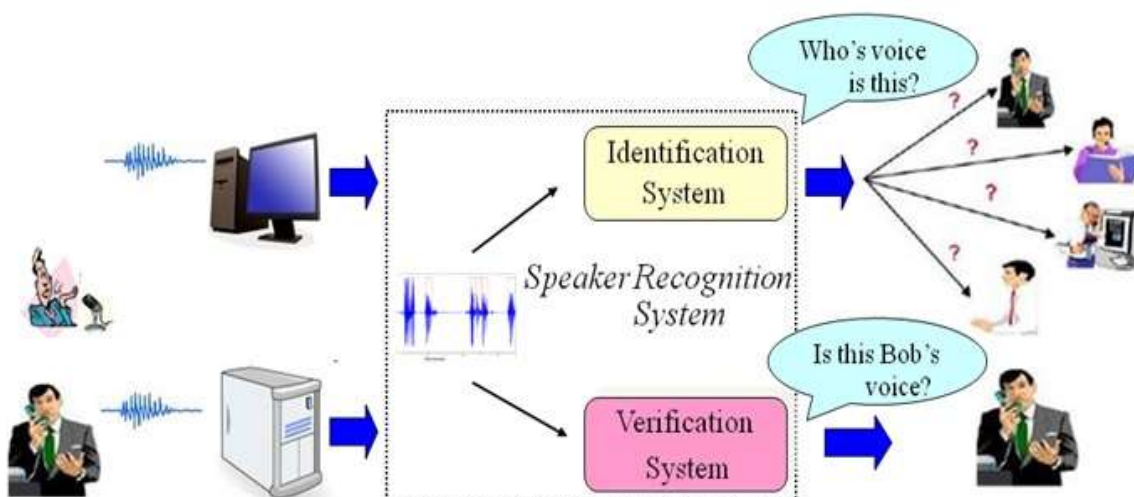 Who's voice
is this?
?
?
?
?
Identification
System
Speaker Recognition
System
Is this Bob's
voice?
Verification
System